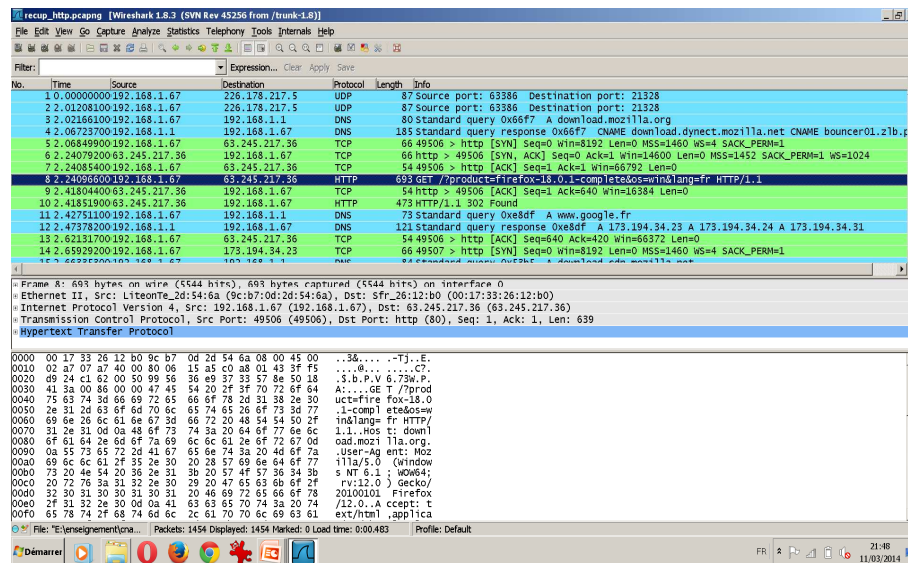 recup_http.pcapng [Wireshark 1.8.3 (SVN Rev 45256 from /trunk-1.8)]
File Edit View Go Capture Analyze Statistics Telephony Tools Internals Help
Filter: Expression... Clear Apply Save
No. Time Source Destination Protocol Length Info
1 0.00000000 192.168.1.67 226.178.217.5 UDP 87 Source port: 63386 Destination port: 21328
2 2.01208100 192.168.1.67 226.178.217.5 UDP 87 Source port: 63386 Destination port: 21328
3 2.02166100 192.168.1.67 192.168.1.1 DNS 80 Standard query 0x66f7 A download.mozilla.org
4 2.06723700 192.168.1.1 192.168.1.67 DNS 185 Standard query response 0x66f7 CNAME download.dynect.mozilla.net CNAME bouncer01.zlb.p
5 2.06849900 192.168.1.67 63.245.217.36 TCP 66 49506 > http [SYN] Seq=0 Win=8192 Len=0 MSS=1460 WS=4 SACK_PERM=1
6 2.24079200 63.245.217.36 192.168.1.67 TCP 66 http > 49506 [SYN, ACK] Seq=0 Ack=1 Win=14600 Len=0 MSS=1452 SACK_PERM=1 WS=1024
7 2.24085400 192.168.1.67 63.245.217.36 TCP 54 49506 > http [ACK] Seq=1 Ack=1 Win=66792 Len=0
8 2.24096600 192.168.1.67 63.245.217.36 HTTP 693 GET /?product=firefox-18.0.1-complete&os=win&lang=fr HTTP/1.1
9 2.41804400 63.245.217.36 192.168.1.67 TCP 54 http > 49506 [ACK] Seq=1 Ack=640 Win=16384 Len=0
10 2.41851900 63.245.217.36 192.168.1.67 HTTP 473 HTTP/1.1 302 Found
11 2.42751100 192.168.1.67 192.168.1.1 DNS 73 Standard query 0xe8df A www.google.fr
12 2.47378200 192.168.1.1 192.168.1.67 DNS 121 Standard query response 0xe8df A 173.194.34.23 A 173.194.34.24 A 173.194.34.31
13 2.62131700 192.168.1.67 63.245.217.36 TCP 54 49506 > http [ACK] Seq=640 Ack=420 Win=66372 Len=0
14 2.65929200 192.168.1.67 173.194.34.23 TCP 66 49507 > http [SYN] Seq=0 Win=8192 Len=0 MSS=1460 WS=4 SACK_PERM=1
Frame 8: 693 bytes on wire (5544 bits), 693 bytes captured (5544 bits) on interface 0
Ethernet II, Src: LiteonTe_2d:54:6a (9c:b7:0d:2d:54:6a), Dst: Sfr_26:12:b0 (00:17:33:26:12:b0)
Internet Protocol Version 4, Src: 192.168.1.67 (192.168.1.67), Dst: 63.245.217.36 (63.245.217.36)
Transmission Control Protocol, Src Port: 49506 (49506), Dst Port: http (80), Seq: 1, Ack: 1, Len: 639
Hypertext Transfer Protocol
0000 00 17 33 26 12 b0 9c b7 0d 2d 54 6a 08 00 45 00 ..3&.... .-Tj..E.
0010 02 a7 07 a7 40 00 80 06 15 a5 c0 a8 01 43 3f f5 ....@... .....C?.
0020 d9 24 c1 62 00 50 99 56 36 e9 37 33 57 8e 50 18 .$.b.P.V 6.73W.P.
0030 41 3a 00 86 00 00 47 45 54 20 2f 3f 70 72 6f 64 A:....GE T /?prod
0040 75 63 74 3d 66 69 72 65 66 6f 78 2d 31 38 2e 30 uct=fire fox-18.0
0050 2e 31 2d 63 6f 6d 70 6c 65 74 65 26 6f 73 3d 77 .1-compl ete&os=w
0060 69 6e 26 6c 61 6e 67 3d 66 72 20 48 54 54 50 2f in&lang= fr HTTP/
0070 31 2e 31 0d 0a 48 6f 73 74 3a 20 64 6f 77 6e 6c 1.1..Hos t: downl
0080 6f 61 64 2e 6d 6f 7a 69 6c 6c 61 2e 6f 72 67 0d oad.mozi lla.org.
0090 0a 55 73 65 72 2d 41 67 65 6e 74 3a 20 4d 6f 7a .User-Ag ent: Moz
00a0 69 6c 6c 61 2f 35 2e 30 20 28 57 69 6e 64 6f 77 illa/5.0 (Window
00b0 73 20 4e 54 20 36 2e 31 3b 20 57 4f 57 36 34 3b s NT 6.1 ; WOW64;
00c0 20 72 76 3a 31 32 2e 30 29 20 47 65 63 6b 6f 2f rv:12.0 ) Gecko/
00d0 32 30 31 30 30 31 30 31 20 46 69 72 65 66 6f 78 20100101 Firefox
00e0 2f 31 32 2e 30 0d 0a 41 63 63 65 70 74 3a 20 74 /12.0..A ccept: t
00f0 65 78 74 2f 68 74 6d 6c 2c 61 70 70 6c 69 63 61 ext/html ,applica
File: "E:\enseignement\cna... Packets: 1454 Displayed: 1454 Marked: 0 Load time: 0:00.483 Profile: Default
Démarrer FR 21:48
11/03/2014